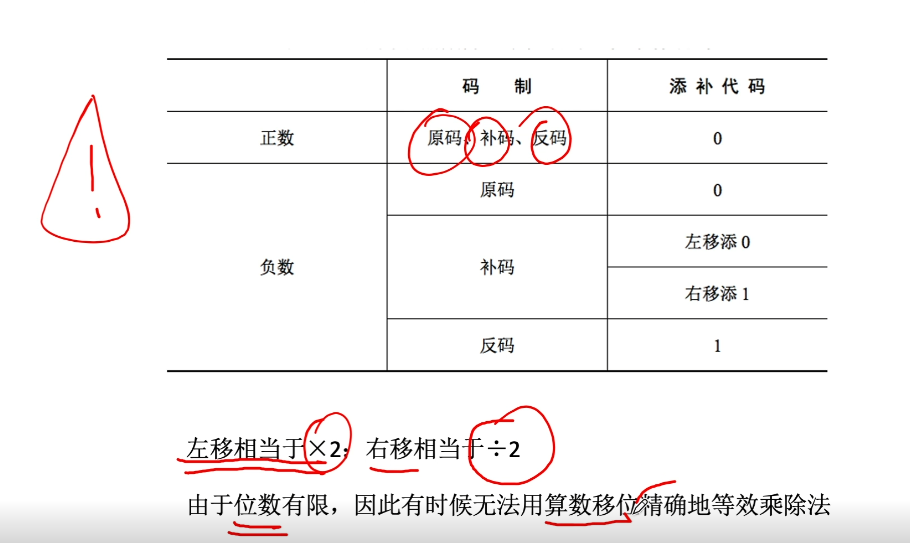 码 制 添补代码
正数 原码、补码、反码 0
负数 原码 0
补码 左移添0
右移添1
反码 1
左移相当于×2；右移相当于÷2
由于位数有限，因此有时候无法用算数移位精确地等效乘除法